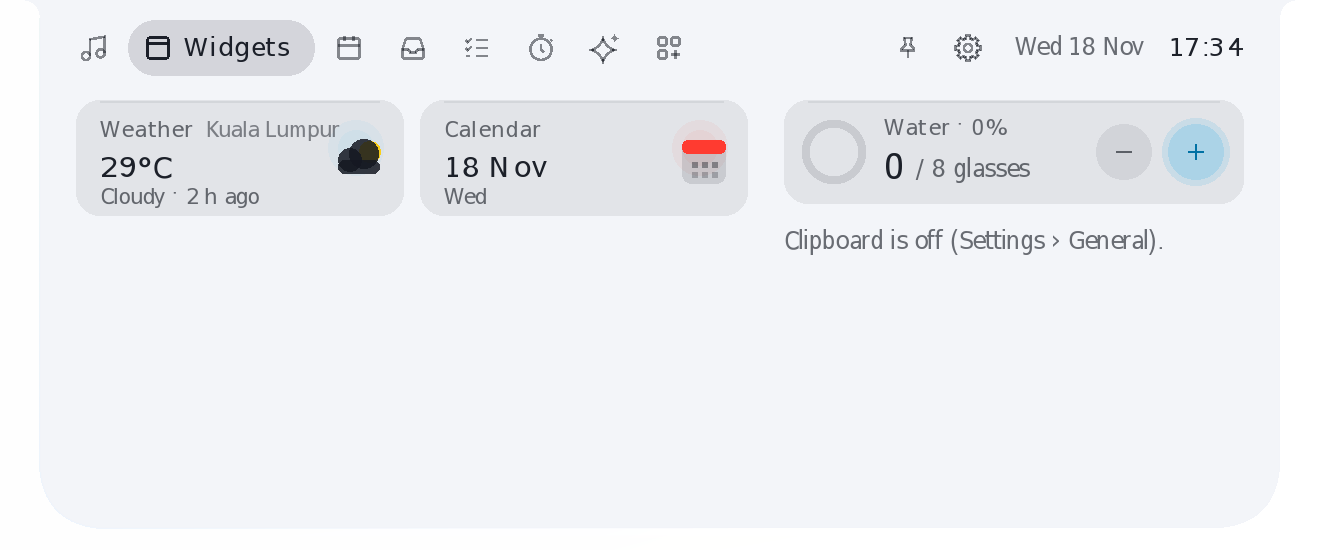 Widgets
Wed 18 Nov 17:34
Weather Kuala Lumpur
29°C
Cloudy · 2 h ago
Calendar
18 Nov
Wed
Water · 0%
0 / 8 glasses
Clipboard is off (Settings › General).